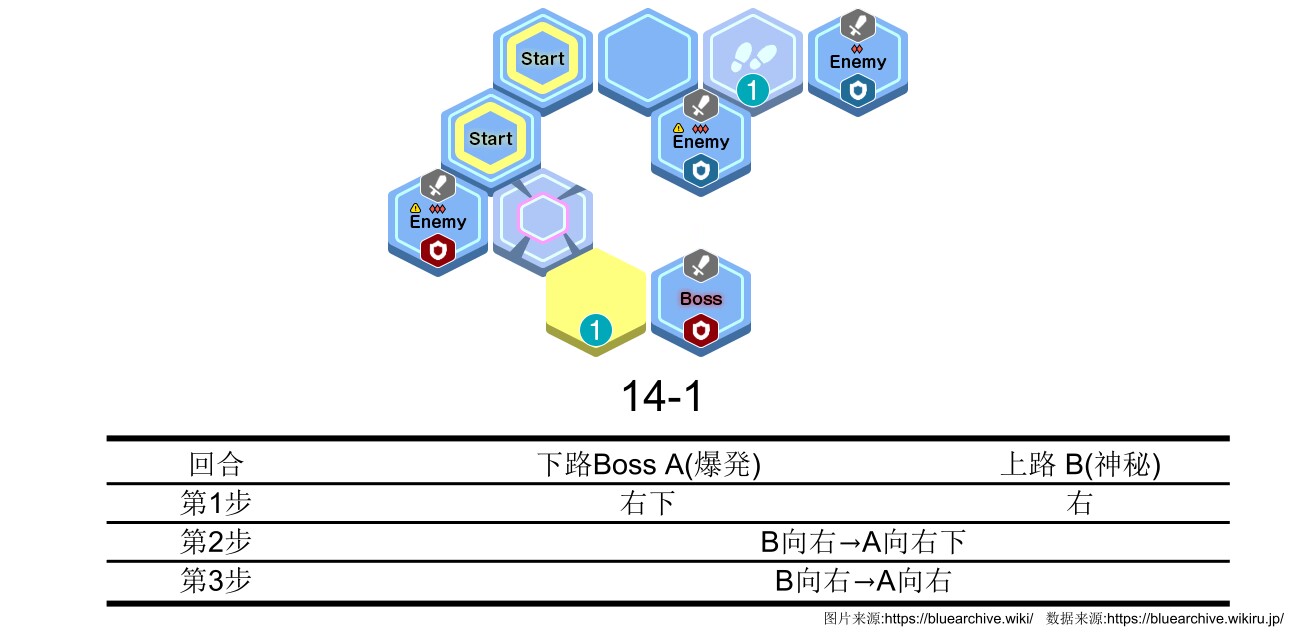 Start
1
Enemy
Start
Enemy
Enemy
1
Boss
14-1
回合 下路Boss A(爆発) 上路 B(神秘)
第1步 右下 右
第2步 B向右→A向右下
第3步 B向右→A向右
图片来源:https://bluearchive.wiki/ 数据来源:https://bluearchive.wikiru.jp/